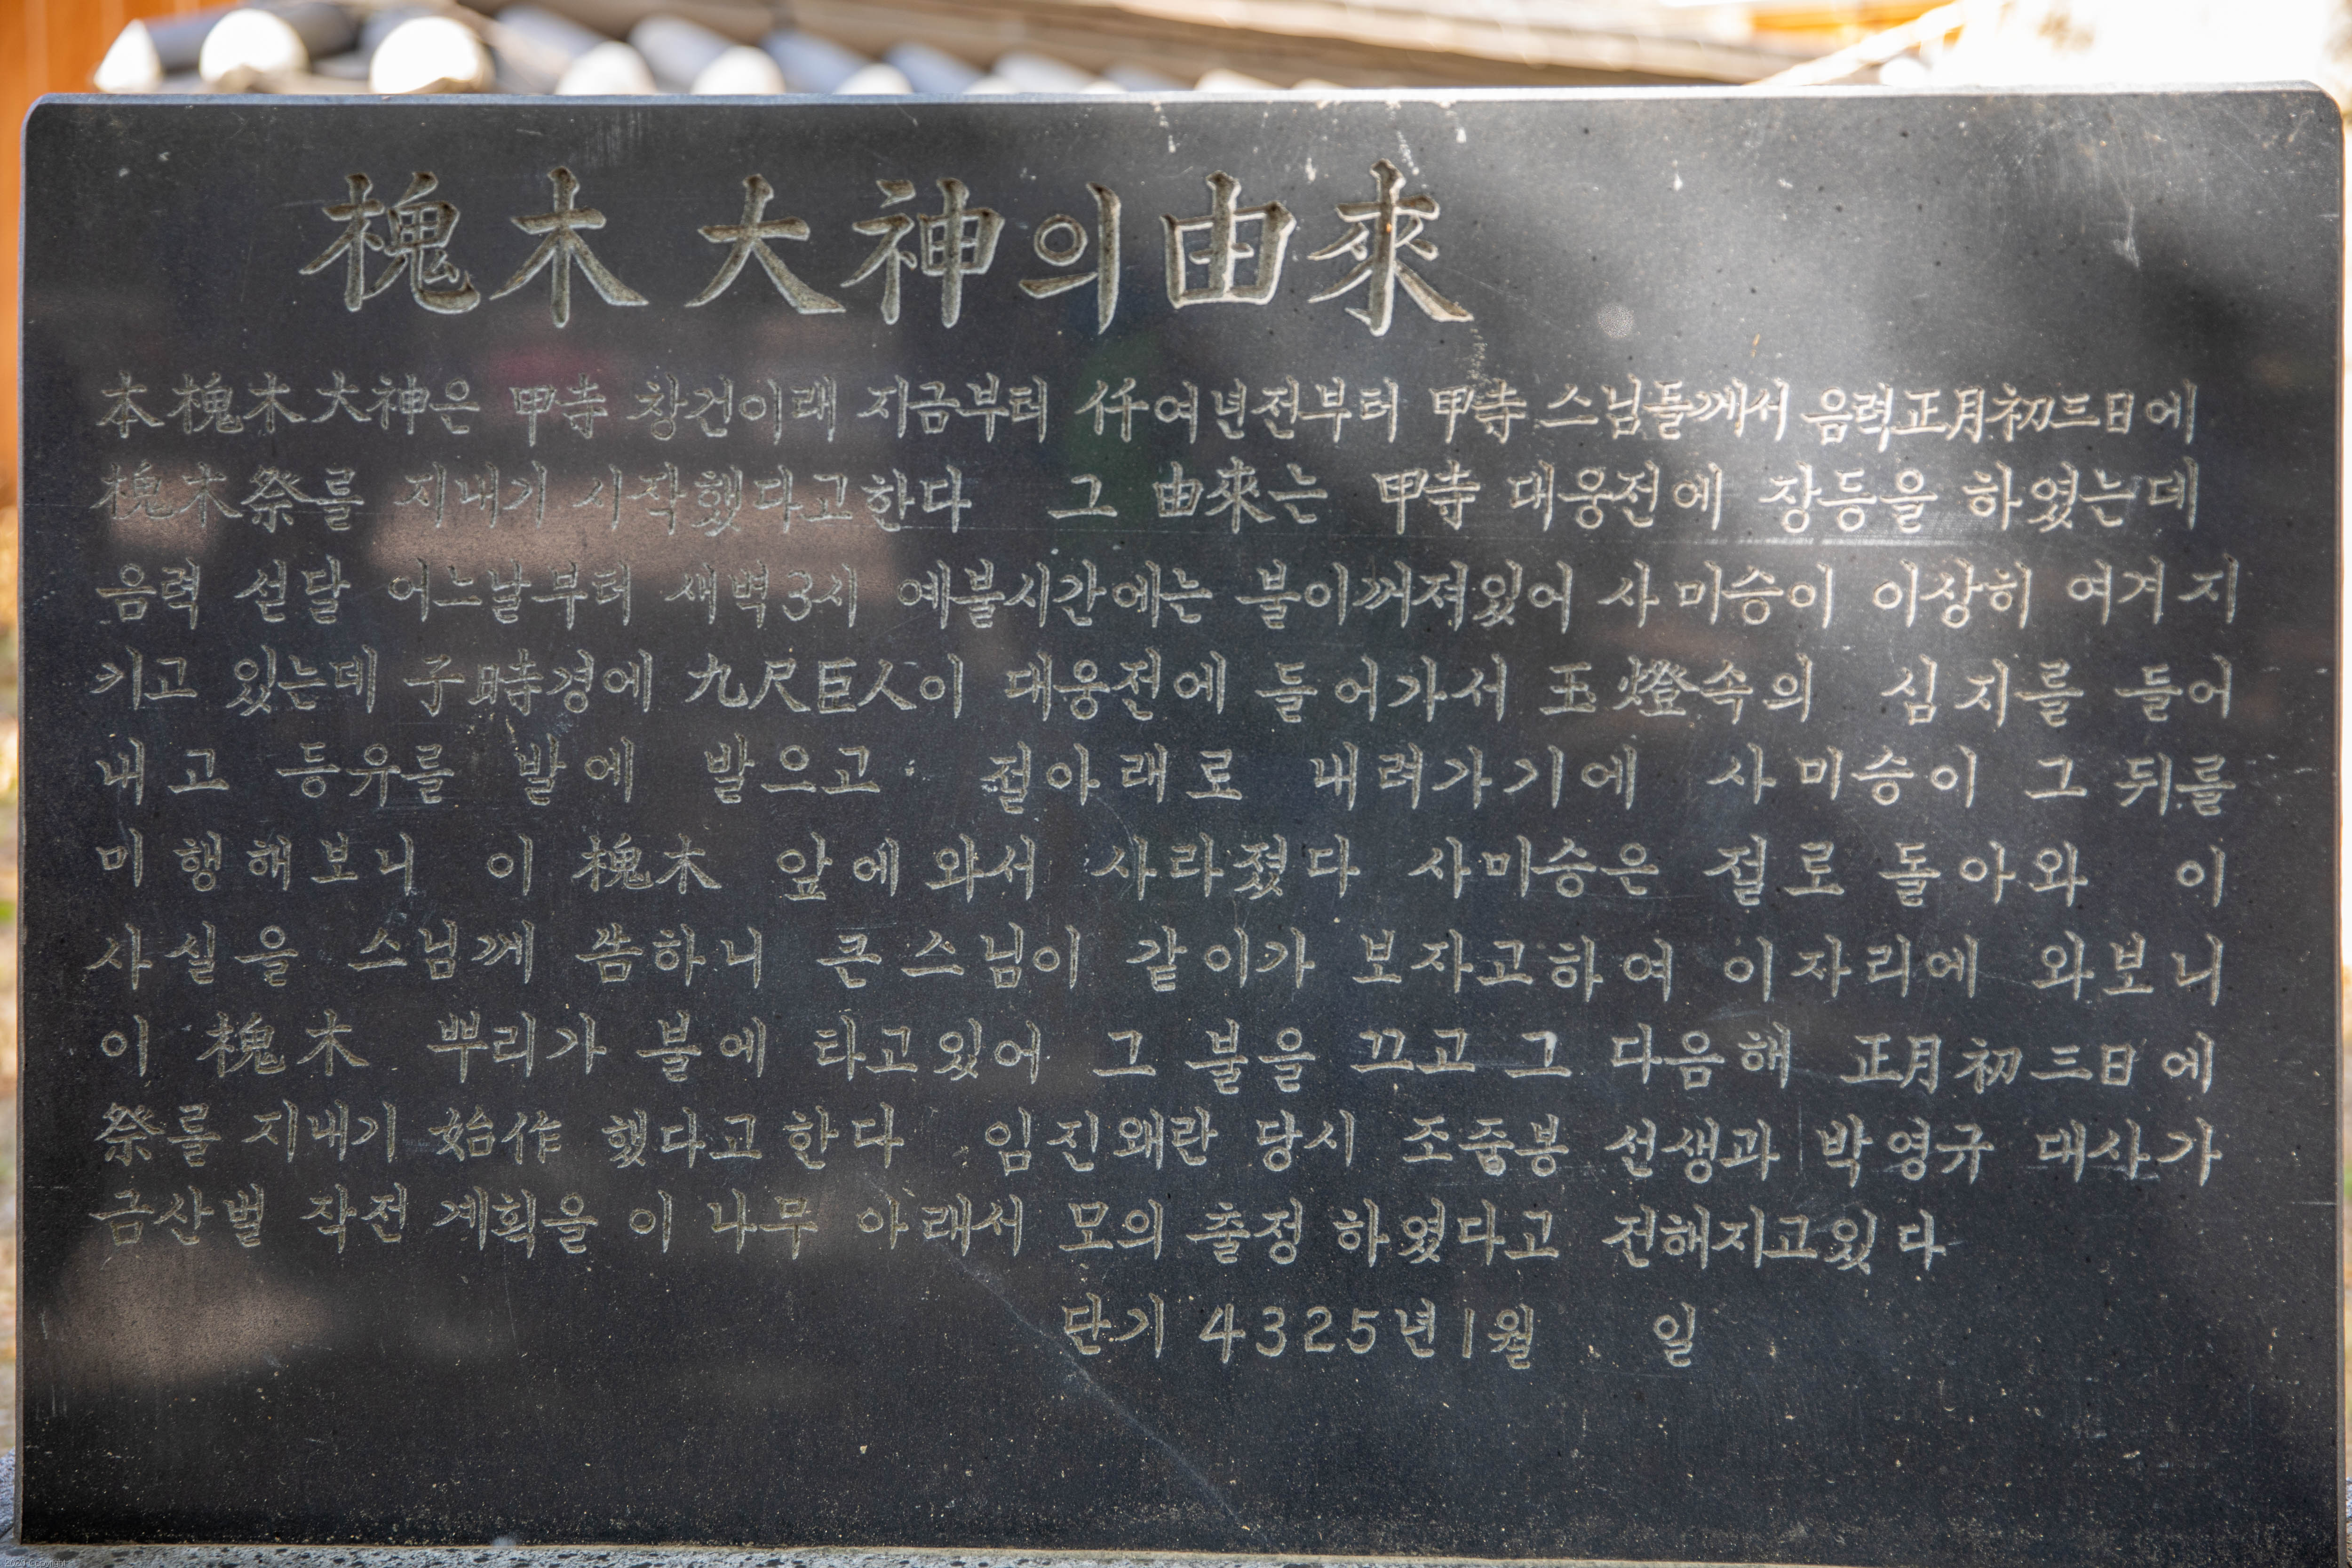 槐木 大神의 由來
本槐木大神은 甲寺 창건이래 지금부터 仟여년전부터 甲寺 스님들께서 음력正月初三日에
槐木祭를 지내기 시작했다고한다 그 由來는 甲寺 대웅전에 장등을 하였는데
음력 섣달 어느날부터 새벽3시 예불시간에는 불이꺼져있어 사미승이 이상히 여겨 지
키고 있는데 子時경에 九尺巨人이 대웅전에 들어가서 玉燈속의 심지를 들어
내고 등유를 발에 발으고 절아래로 내려가기에 사미승이 그 뒤를
미행해보니 이 槐木 앞에 와서 사라졌다 사미승은 절로 돌아와 이
사실을 스님께 씀하니 큰스님이 같이가 보자고하여 이자리에 와보니
이 槐木 뿌리가 불에 타고있어 그 불을 끄고 그 다음해 正月初三日에
祭를 지내기 始作 했다고 한다 임진왜란 당시 조중봉 선생과 박영규 대사가
금산벌 작전 계획을 이 나무 아래서 모의 출정 하였다고 전해지고있다
단기 4325년1월 일